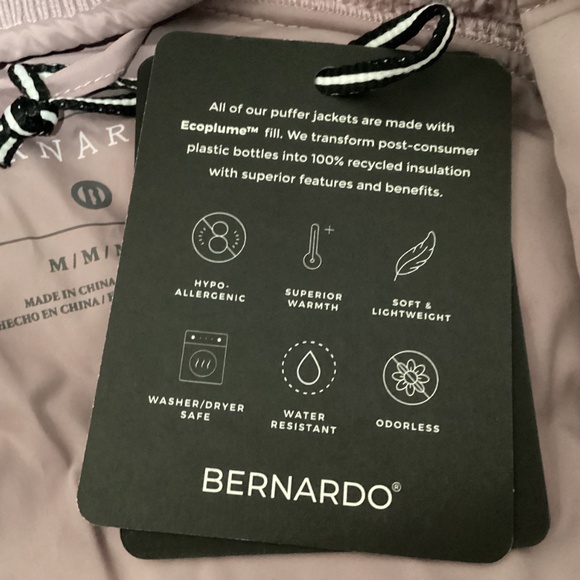 All of our puffer jackets are made with
Ecoplume™ fill. We transform post-consumer
plastic bottles into 100% recycled insulation
with superior features and benefits.
HYPO-
ALLERGENIC
SUPERIOR
WARMTH
SOFT &
LIGHTWEIGHT
WASHER/DRYER
SAFE
WATER
RESISTANT
ODORLESS
BERNARDO®
B
M / M /
MADE IN CHINA
HECHO EN CHINA /